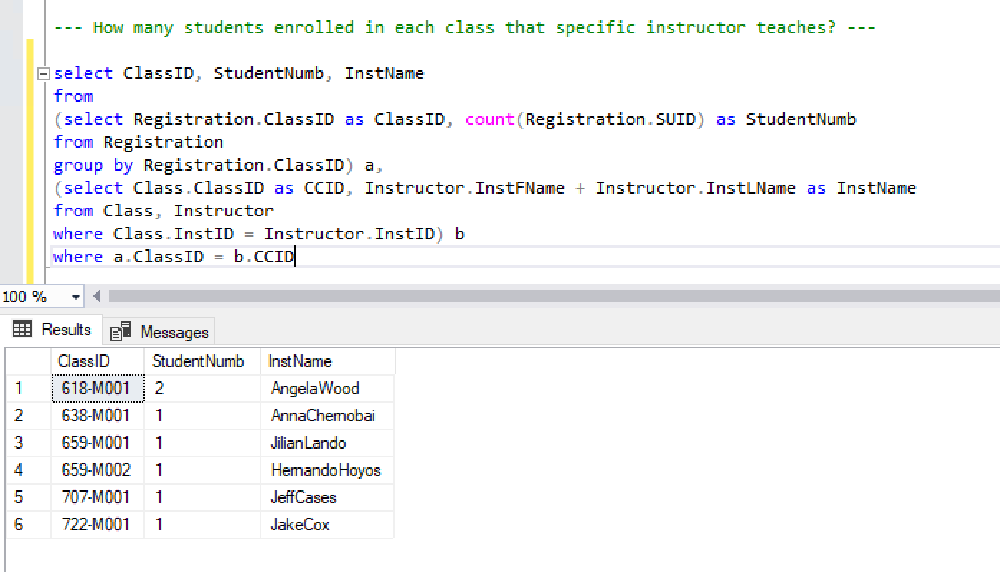 --- How many students enrolled in each class that specific instructor teaches? ---
select ClassID, StudentNumb, InstName
from
(select Registration.ClassID as ClassID, count(Registration.SUID) as StudentNumb
from Registration
group by Registration.ClassID) a,
(select Class.ClassID as CCID, Instructor.InstFName + Instructor.InstLName as InstName
from Class, Instructor
where Class.InstID = Instructor.InstID) b
where a.ClassID = b.CCID
100 %
Results Messages
ClassID StudentNumb InstName
1 618-M001 2 AngelaWood
2 638-M001 1 AnnaChernobai
3 659-M001 1 JilianLando
4 659-M002 1 HernandoHoyos
5 707-M001 1 JeffCases
6 722-M001 1 JakeCox